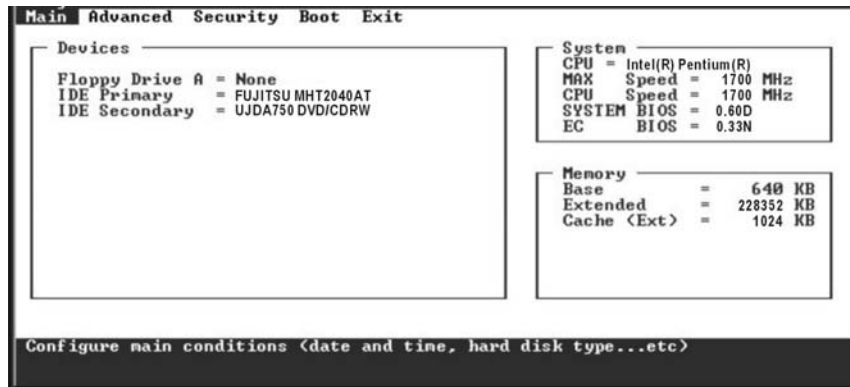 Main Advanced Security Boot Exit
Devices
Floppy Drive A = None
IDE Primary = FUJITSU MHT2040AT
IDE Secondary = UJDA750 DVD/CDRW
System
CPU = Intel(R) Pentium(R)
MAX Speed = 1700 MHz
CPU Speed = 1700 MHz
SYSTEM BIOS = 0.60D
EC BIOS = 0.33N
Memory
Base = 640 KB
Extended = 228352 KB
Cache (Ext) = 1024 KB
Configure main conditions (date and time, hard disk type...etc)